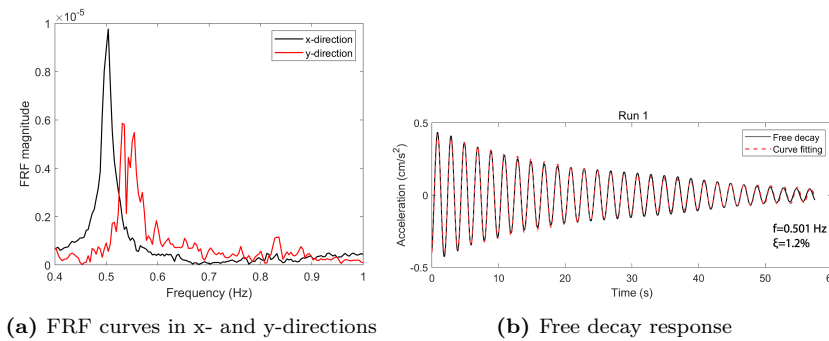 ×10⁻⁵
1
0.8
0.6
0.4
0.2
0
FRF magnitude
x-direction
y-direction
0.4 0.5 0.6 0.7 0.8 0.9 1
Frequency (Hz)
(a) FRF curves in x- and y-directions
Run 1
0.5
0
-0.5
Acceleration (cm/s²)
Free decay
Curve fitting
f=0.501 Hz
ξ=1.2%
0 10 20 30 40 50 60
Time (s)
(b) Free decay response